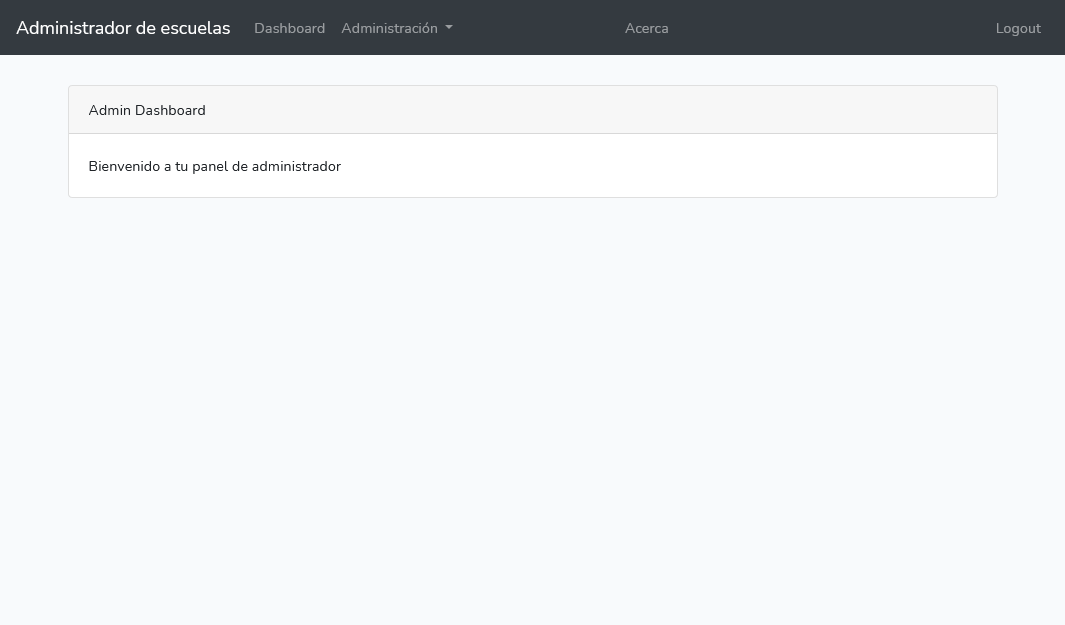 Administrador de escuelas Dashboard Administración Acerca Logout
Admin Dashboard
Bienvenido a tu panel de administrador